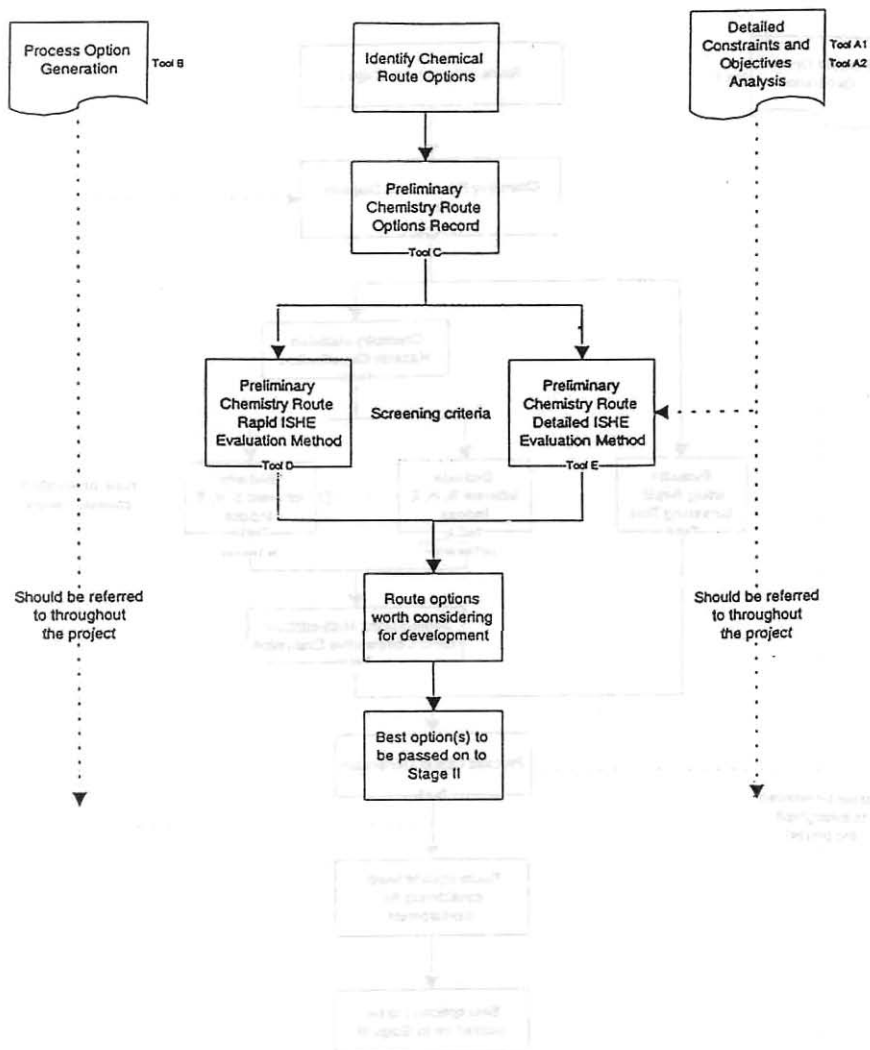 Process Option
Generation
Tool B
Identify Chemical
Route Options
Detailed
Constraints and
Objectives
Analysis
Tool A1
Tool A2
Preliminary
Chemistry Route
Options Record
Tool C
Preliminary
Chemistry Route
Rapid ISHE
Evaluation Method
Tool D
Screening criteria
Preliminary
Chemistry Route
Detailed ISHE
Evaluation Method
Tool E
Should be referred
to throughout
the project
Route options
worth considering
for development
Should be referred
to throughout
the project
Best option(s) to
be passed on to
Stage II